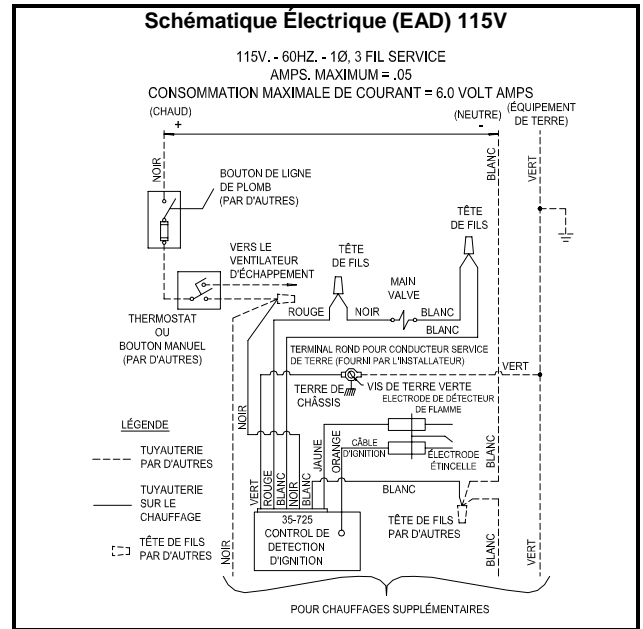 Schématique Électrique (EAD) 115V
115V. - 60HZ. - 1Ø, 3 FIL SERVICE
AMPS. MAXIMUM = .05
CONSOMMATION MAXIMALE DE COURANT = 6.0 VOLT AMPS
(CHAUD)
+
(NEUTRE)
-
(ÉQUIPEMENT
DE TERRE)
NOIR
BLANC
VERT
BOUTON DE LIGNE
DE PLOMB
(PAR D'AUTRES)
TÊTE
DE FILS
VERS LE
VENTILATEUR
D'ÉCHAPPEMENT
TÊTE
DE FILS
MAIN
VALVE
THERMOSTAT
OU
BOUTON MANUEL
(PAR D'AUTRES)
ROUGE
NOIR
BLANC
BLANC
TERMINAL ROND POUR CONDUCTEUR SERVICE
DE TERRE (FOURNI PAR L'INSTALLATEUR)
VERT
TERRE DE
CHÂSSIS
VIS DE TERRE VERTE
ELECTRODE DE DÉTECTEUR
DE FLAMME
NOIR
LÉGENDE
TUYAUTERIE
PAR D'AUTRES
TUYAUTERIE
SUR LE
CHAUFFAGE
TÊTE DE FILS
PAR D'AUTRES
CÂBLE
D'IGNITION
ÉLECTRODE
ÉTINCELLE
VERT
ROUGE
BLANC
NOIR
BLANC
JAUNE
ORANGE
BLANC
BLANC
35-725
CONTROL DE
DETECTION
D'IGNITION
TÊTE DE FILS
PAR D'AUTRES
NOIR
BLANC
VERT
POUR CHAUFFAGES SUPPLÉMENTAIRES